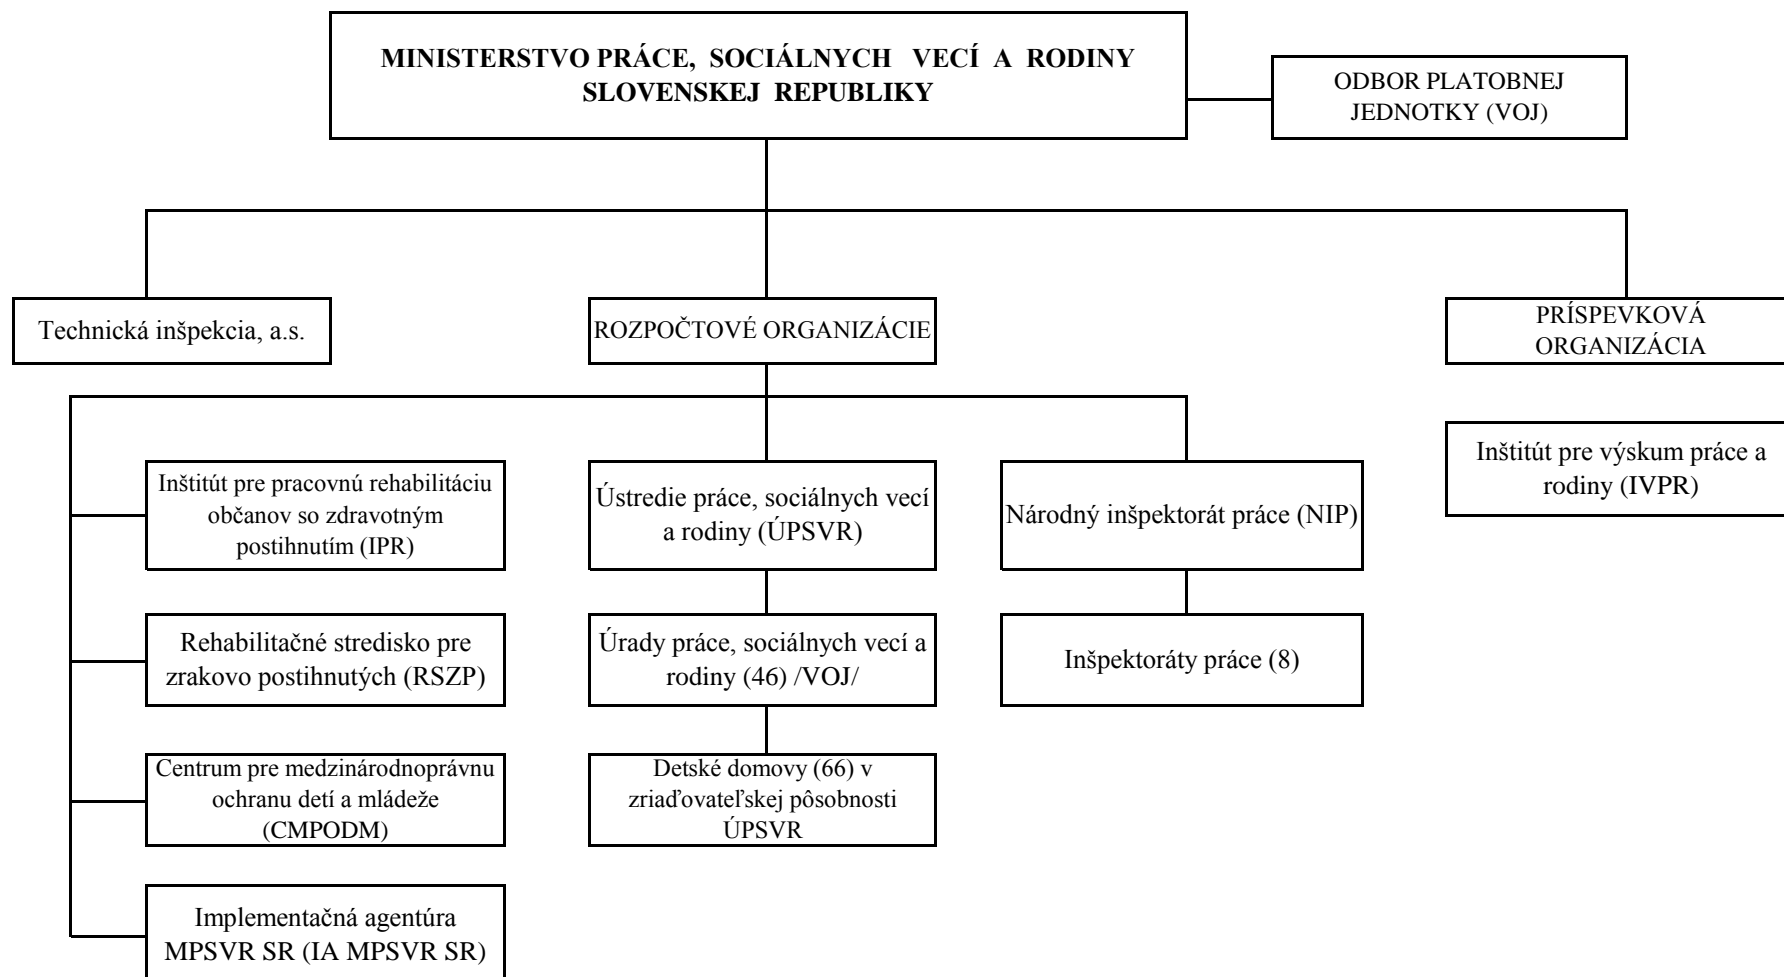 MINISTERSTVO PRÁCE, SOCIÁLNYCH VECÍ A RODINY
SLOVENSKEJ REPUBLIKY
ODBOR PLATOBNEJ
JEDNOTKY (VOJ)
Technická inšpekcia, a.s.
ROZPOČTOVÉ ORGANIZÁCIE
PRÍSPEVKOVÁ
ORGANIZÁCIA
Inštitút pre pracovnú rehabilitáciu
občanov so zdravotným
postihnutím (IPR)
Ústredie práce, sociálnych vecí
a rodiny (ÚPSVR)
Národný inšpektorát práce (NIP)
Inštitút pre výskum práce a
rodiny (IVPR)
Rehabilitačné stredisko pre
zrakovo postihnutých (RSZP)
Úrady práce, sociálnych vecí a
rodiny (46) /VOJ/
Inšpektoráty práce (8)
Centrum pre medzinárodnoprávnu
ochranu detí a mládeže
(CMPODM)
Detské domovy (66) v
zriaďovateľskej pôsobnosti
ÚPSVR
Implementačná agentúra
MPSVR SR (IA MPSVR SR)